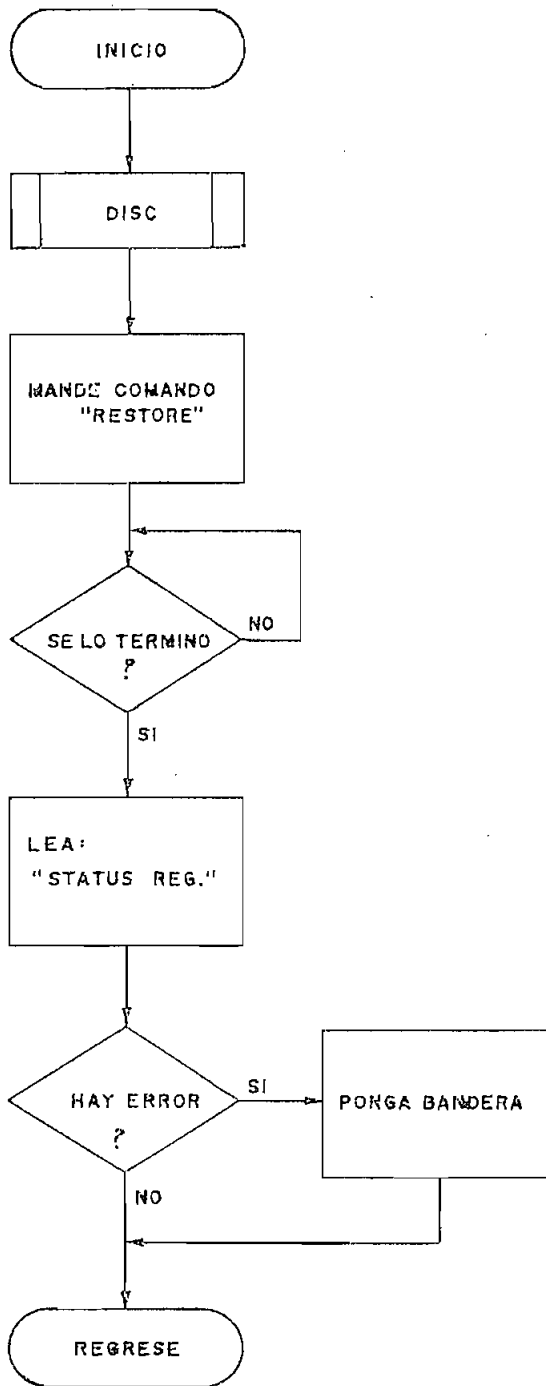 INICIO
DISC
MANDE COMANDO
"RESTORE"
SE LO TERMINO
?
NO
SI
LEA:
"STATUS REG."
HAY ERROR
?
SI
PONGA BANDERA
NO
REGRESE